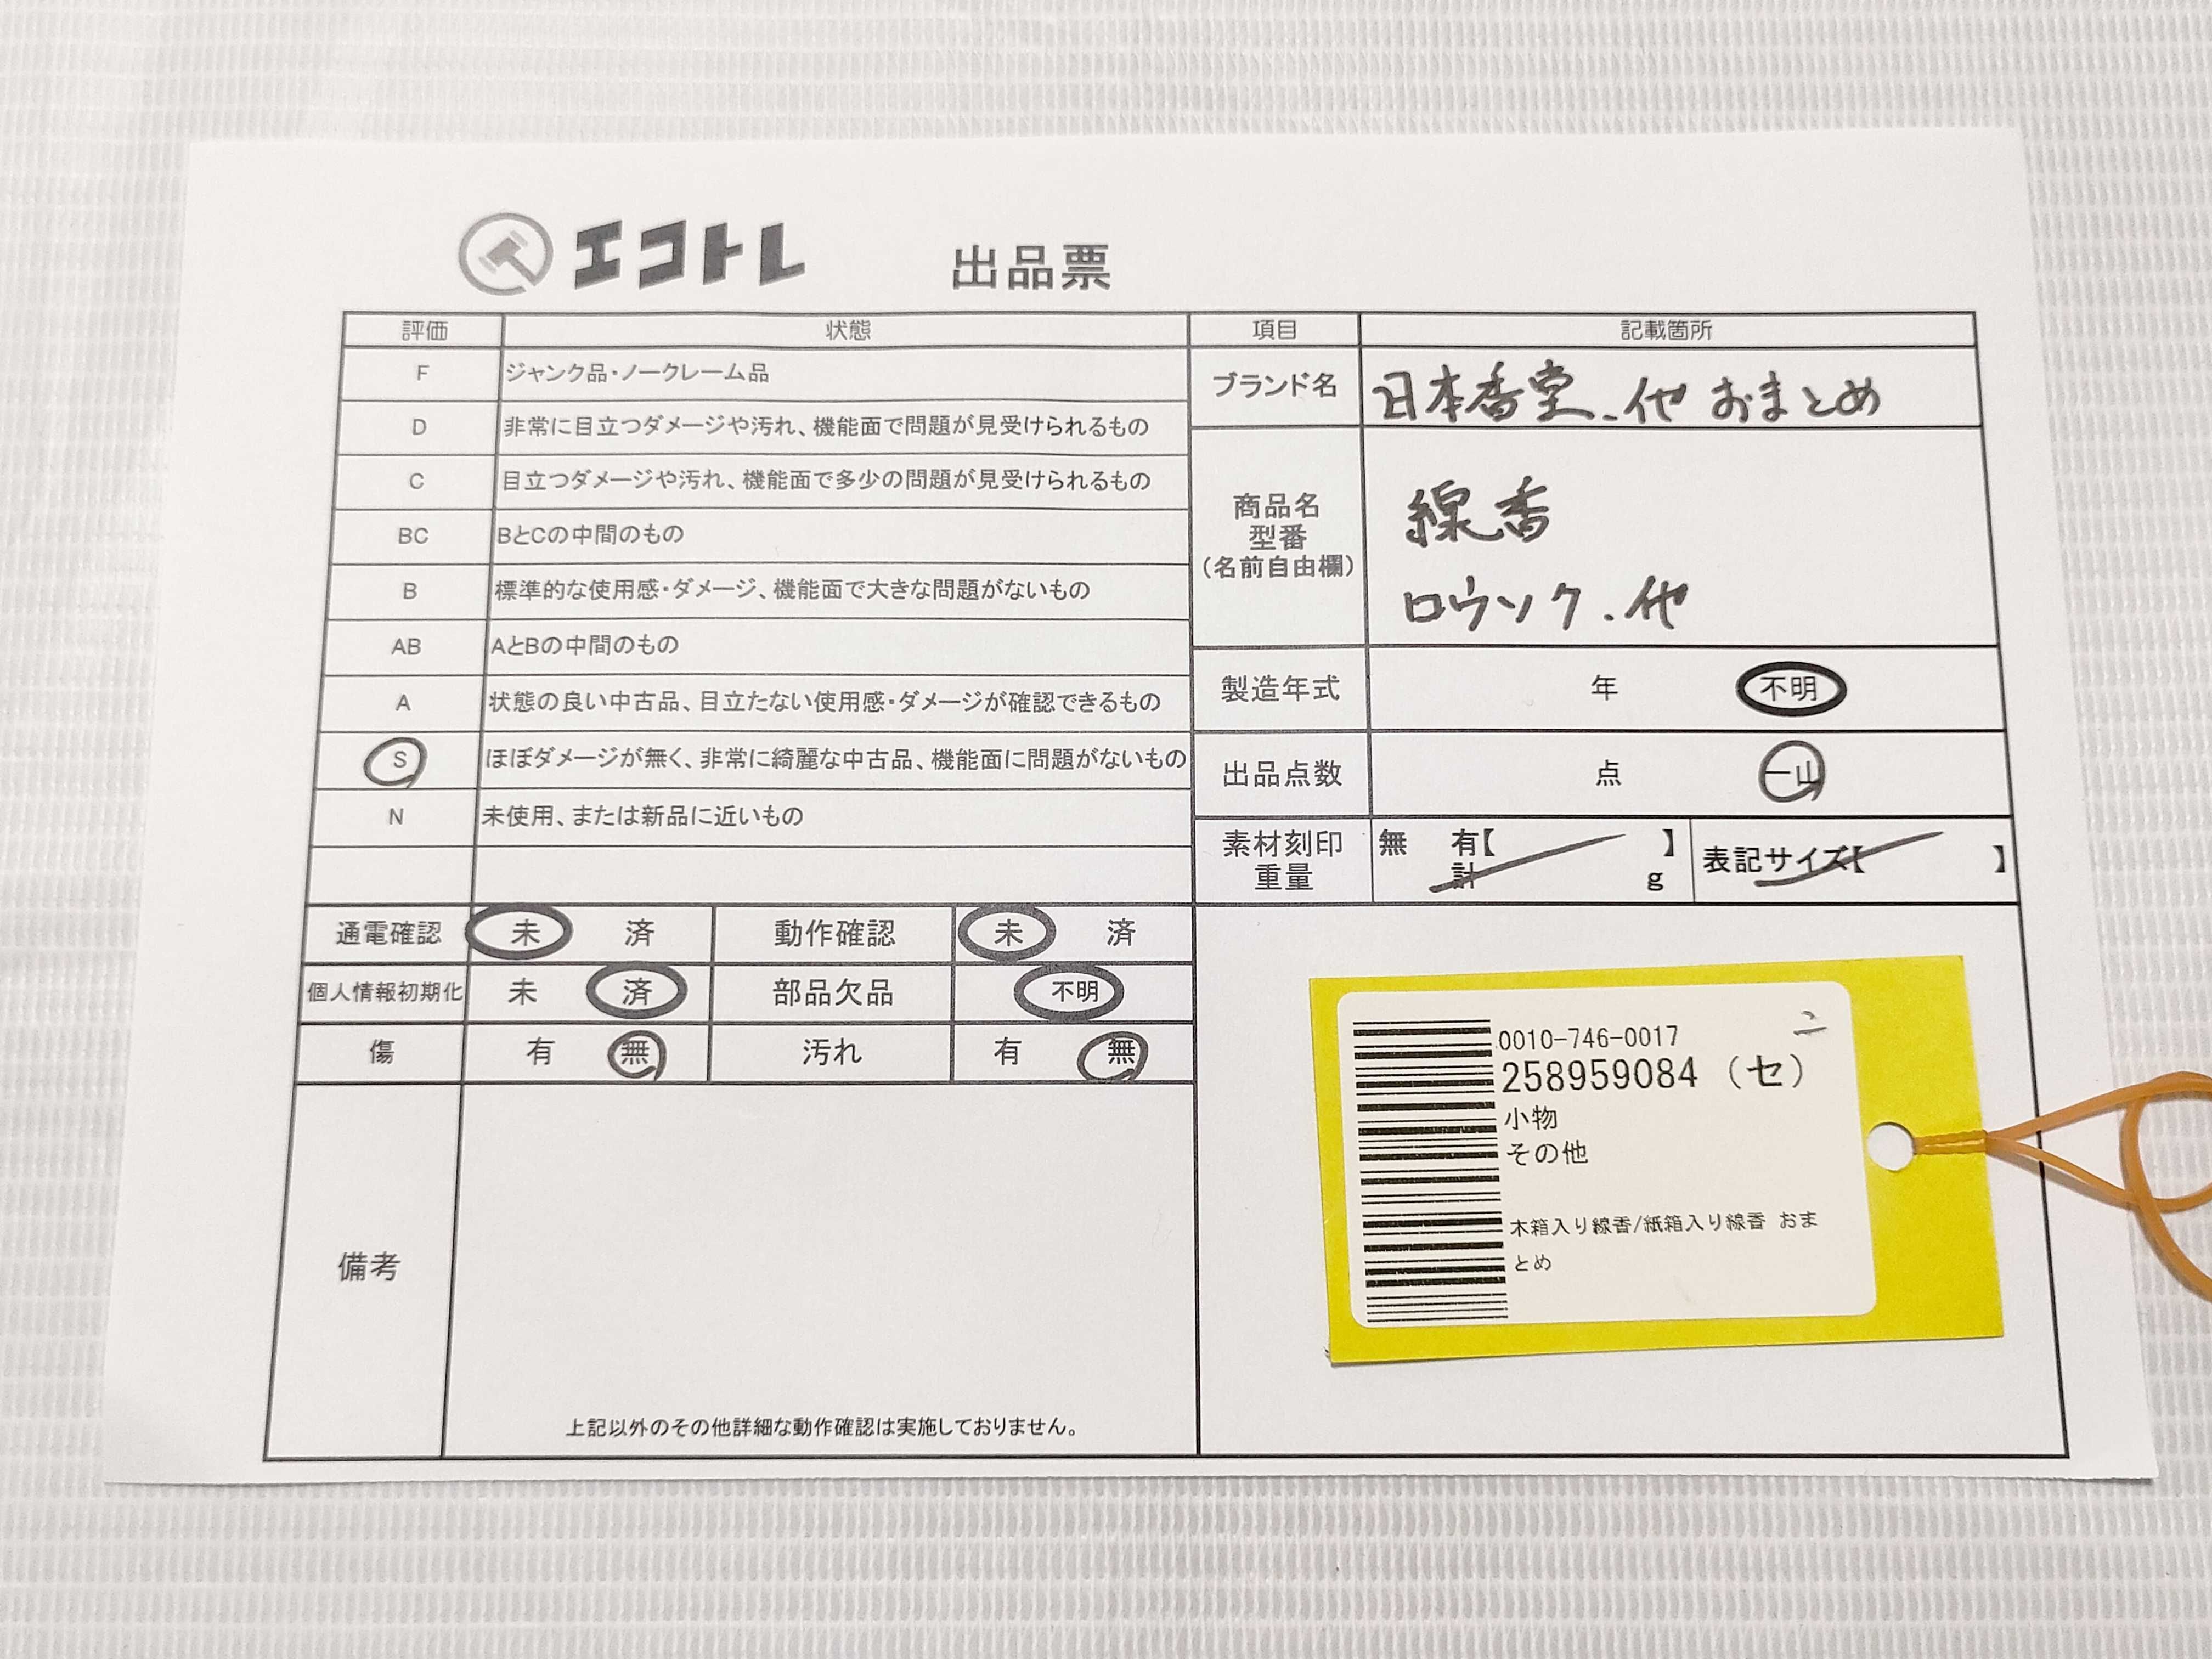 エコトレ 出品票
評価 状態 項目 記載箇所
F ジャンク品・ノークレーム品
D 非常に目立つダメージや汚れ、機能面で問題が見受けられるもの
C 目立つダメージや汚れ、機能面で多少の問題が見受けられるもの
BC BとCの中間のもの
B 標準的な使用感・ダメージ、機能面で大きな問題がないもの
AB AとBの中間のもの
A 状態の良い中古品、目立たない使用感・ダメージが確認できるもの
S ほぼダメージが無く、非常に綺麗な中古品、機能面に問題がないもの
N 未使用、または新品に近いもの
ブランド名 日本香堂、他 おまとめ
商品名
型番
(名前自由欄)
線香
ロウソク、他
製造年式 年 不明
出品点数 点 一山
素材刻印 無 有【 】
重量 計 g
表記サイズ【 】
通電確認 未 済 動作確認 未 済
個人情報初期化 未 済 部品欠品 不明
傷 有 無 汚れ 有 無
備考
上記以外のその他詳細な動作確認は実施しておりません。
0010-746-0017
258959084 (セ)
小物
その他
木箱入り線香/紙箱入り線香 おま
とめ